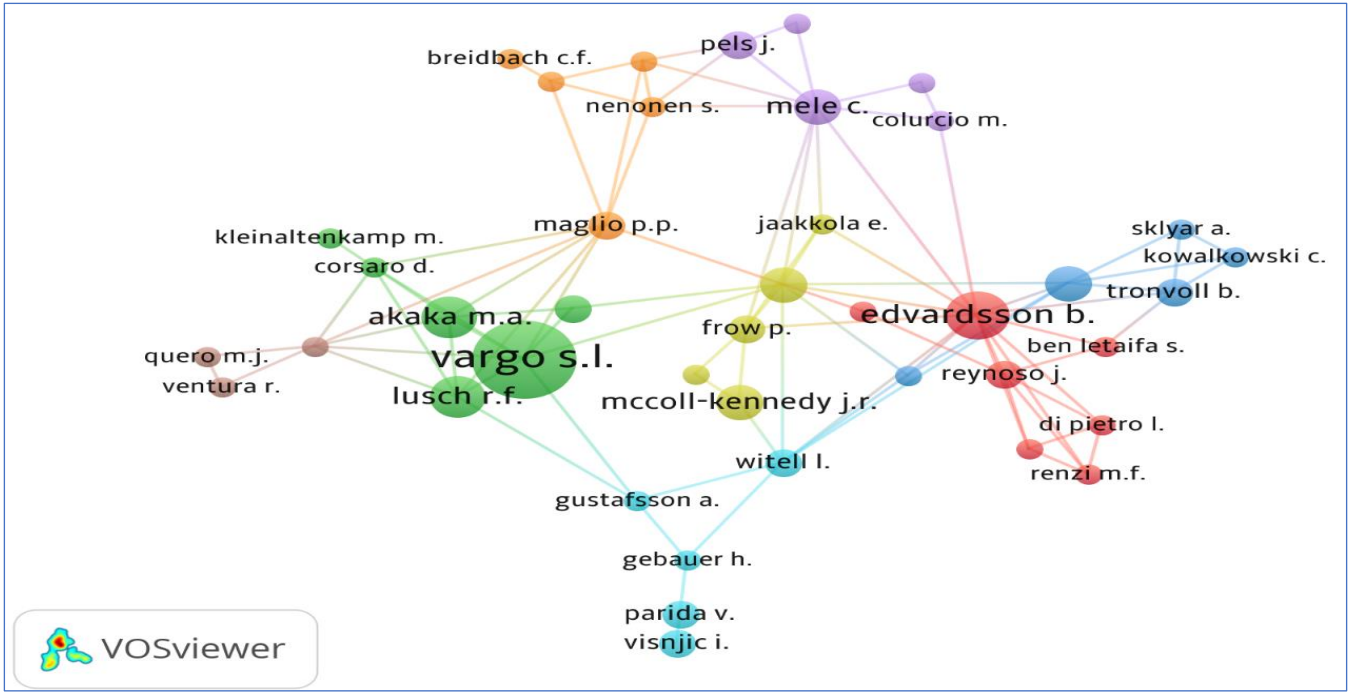 pels j.
breidbach c.f.
nenonen s.
mele c.
colurcio m.
maglio p.p.
jaakkola e.
sklyar a.
kleinaltenkamp m.
kowalkowski c.
corsaro d.
tronvoll b.
akaka m.a.
edvardsson b.
frow p.
ben letaifa s.
quero m.j.
vargo s.l.
ventura r.
reynoso j.
lusch r.f.
mccoll-kennedy j.r.
di pietro l.
witell l.
renzi m.f.
gustafsson a.
gebauer h.
parida v.
visnjic i.
VOSviewer